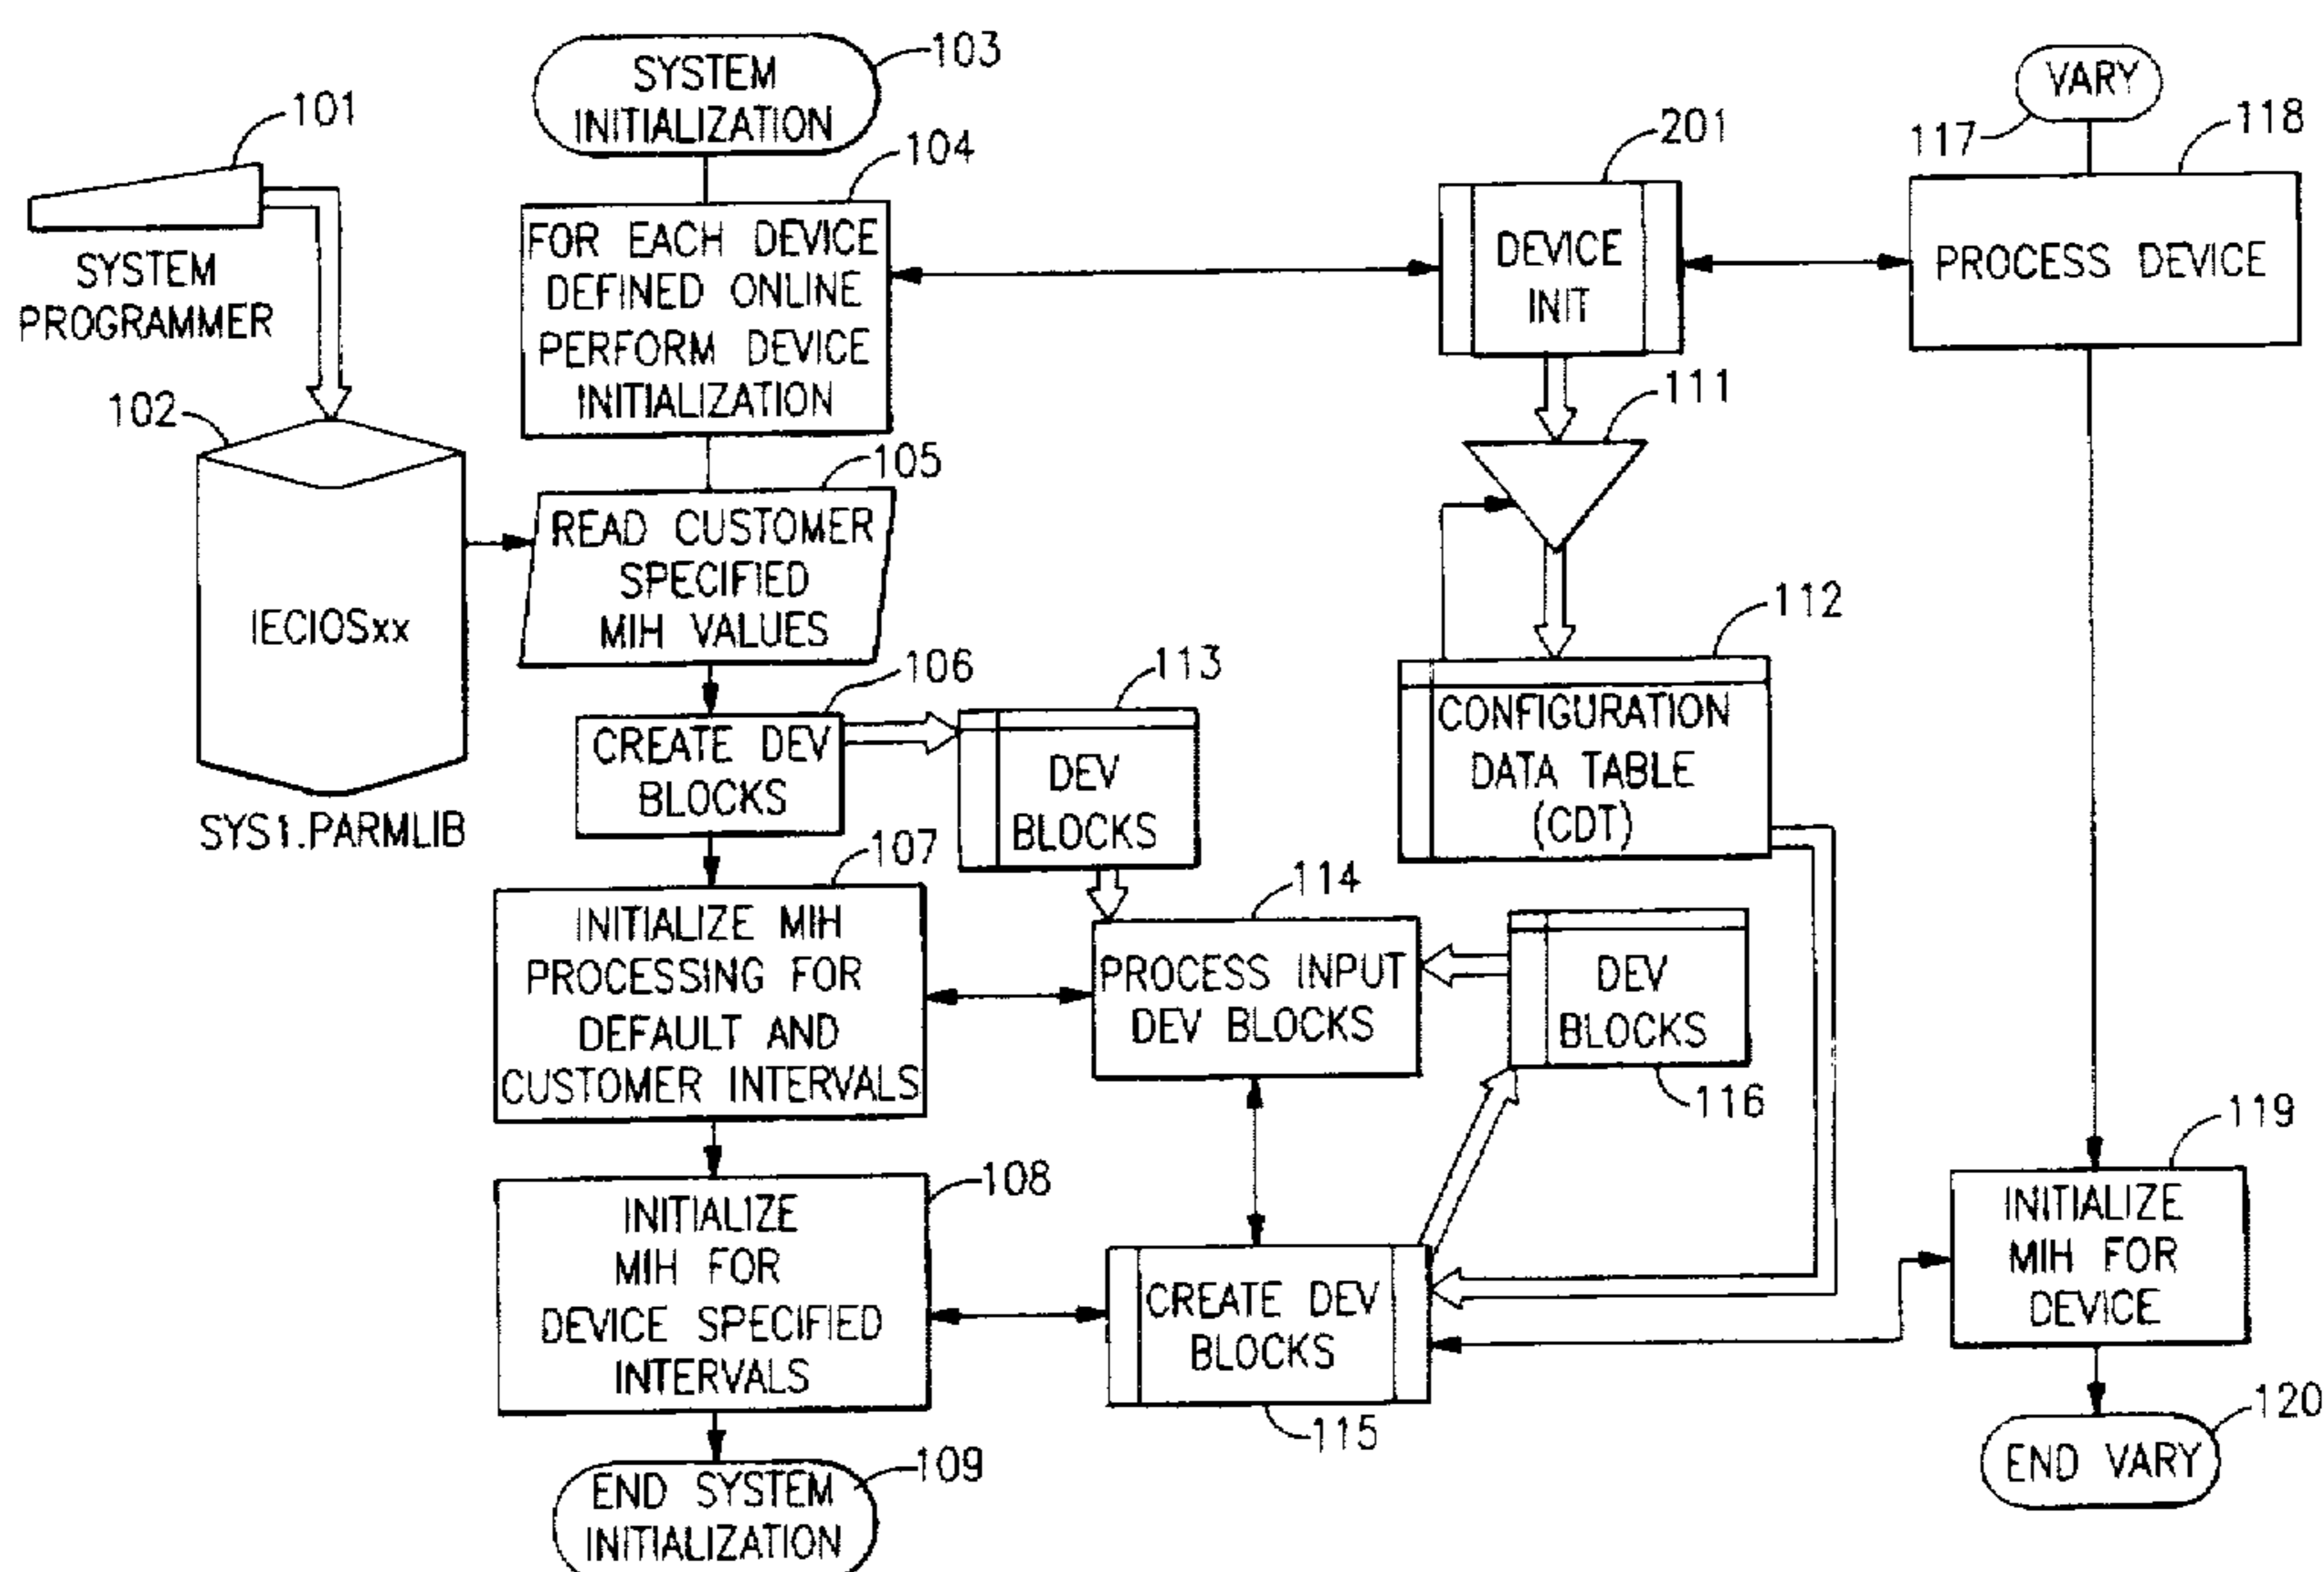 103
SYSTEM
INITIALIZATION
101
SYSTEM
PROGRAMMER
104
FOR EACH DEVICE
DEFINED ONLINE
PERFORM DEVICE
INITIALIZATION
201
DEVICE
INIT
VARY
117
118
PROCESS DEVICE
102
IECIOSxx
SYS1.PARMLIB
105
READ CUSTOMER
SPECIFIED
MIH VALUES
111
106
CREATE DEV
BLOCKS
113
DEV
BLOCKS
112
CONFIGURATION
DATA TABLE
(CDT)
107
INITIALIZE MIH
PROCESSING FOR
DEFAULT AND
CUSTOMER INTERVALS
114
PROCESS INPUT
DEV BLOCKS
DEV
BLOCKS
116
108
INITIALIZE
MIH FOR
DEVICE SPECIFIED
INTERVALS
CREATE DEV
BLOCKS
115
119
INITIALIZE
MIH FOR
DEVICE
109
END SYSTEM
INITIALIZATION
120
END VARY